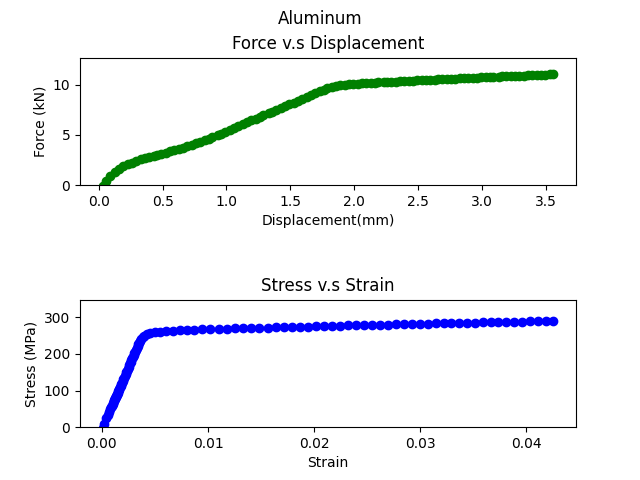 Aluminum
Force v.s Displacement
Force (kN)
10
5
0
0.0 0.5 1.0 1.5 2.0 2.5 3.0 3.5
Displacement(mm)
Stress v.s Strain
Stress (MPa)
300
200
100
0
0.00 0.01 0.02 0.03 0.04
Strain